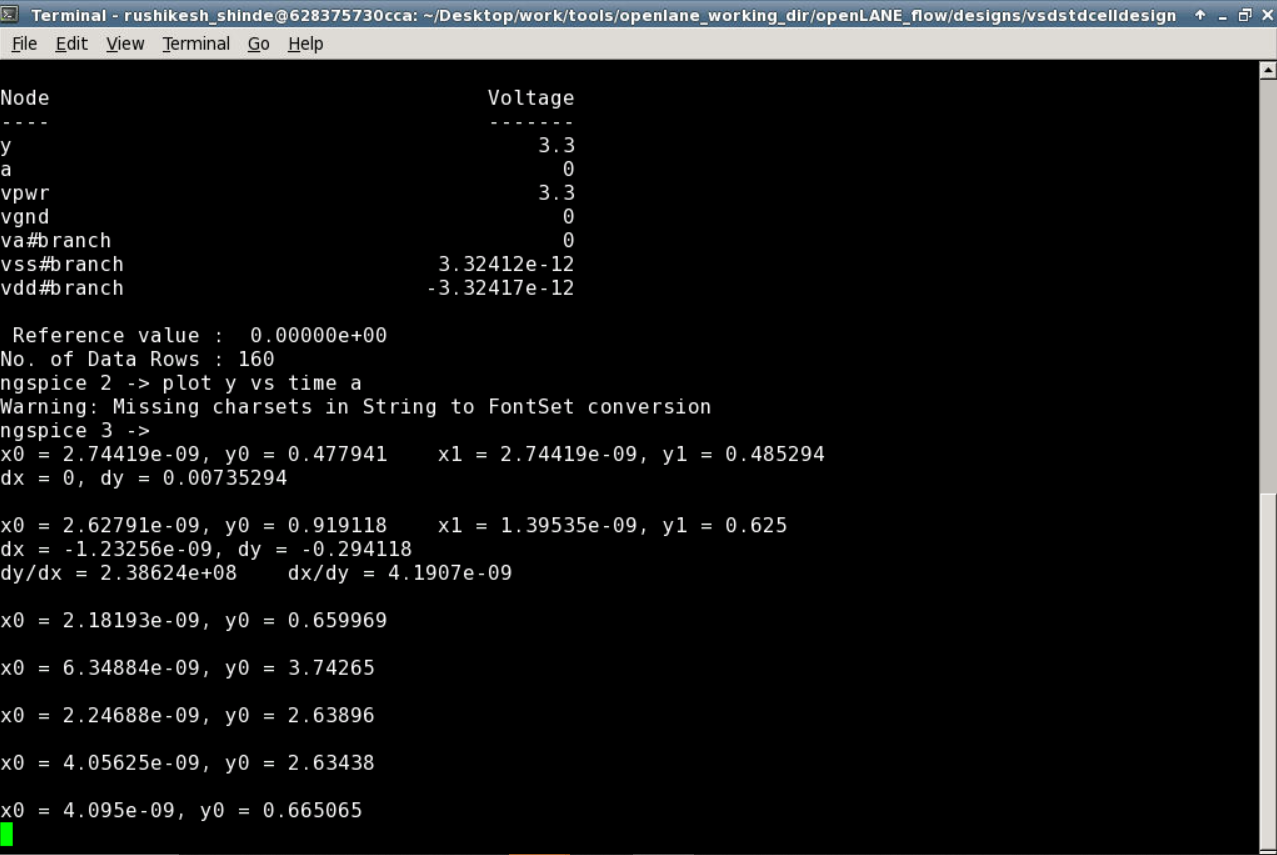 Terminal - rushikesh_shinde@628375730cca: ~/Desktop/work/tools/openlane_working_dir/openLANE_flow/designs/vsdstdcelldesign
File Edit View Terminal Go Help
Node Voltage
---- -------
y 3.3
a 0
vpwr 3.3
vgnd 0
va#branch 0
vss#branch 3.32412e-12
vdd#branch -3.32417e-12
Reference value : 0.00000e+00
No. of Data Rows : 160
ngspice 2 -> plot y vs time a
Warning: Missing charsets in String to FontSet conversion
ngspice 3 ->
x0 = 2.74419e-09, y0 = 0.477941 x1 = 2.74419e-09, y1 = 0.485294
dx = 0, dy = 0.00735294
x0 = 2.62791e-09, y0 = 0.919118 x1 = 1.39535e-09, y1 = 0.625
dx = -1.23256e-09, dy = -0.294118
dy/dx = 2.38624e+08 dx/dy = 4.1907e-09
x0 = 2.18193e-09, y0 = 0.659969
x0 = 6.34884e-09, y0 = 3.74265
x0 = 2.24688e-09, y0 = 2.63896
x0 = 4.05625e-09, y0 = 2.63438
x0 = 4.095e-09, y0 = 0.665065